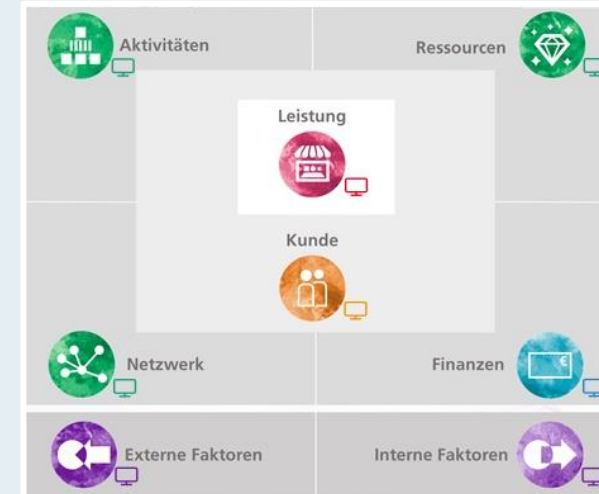 Aktivitäten
Ressourcen
Leistung
Kunde
Netzwerk
Finanzen
€
Externe Faktoren
Interne Faktoren